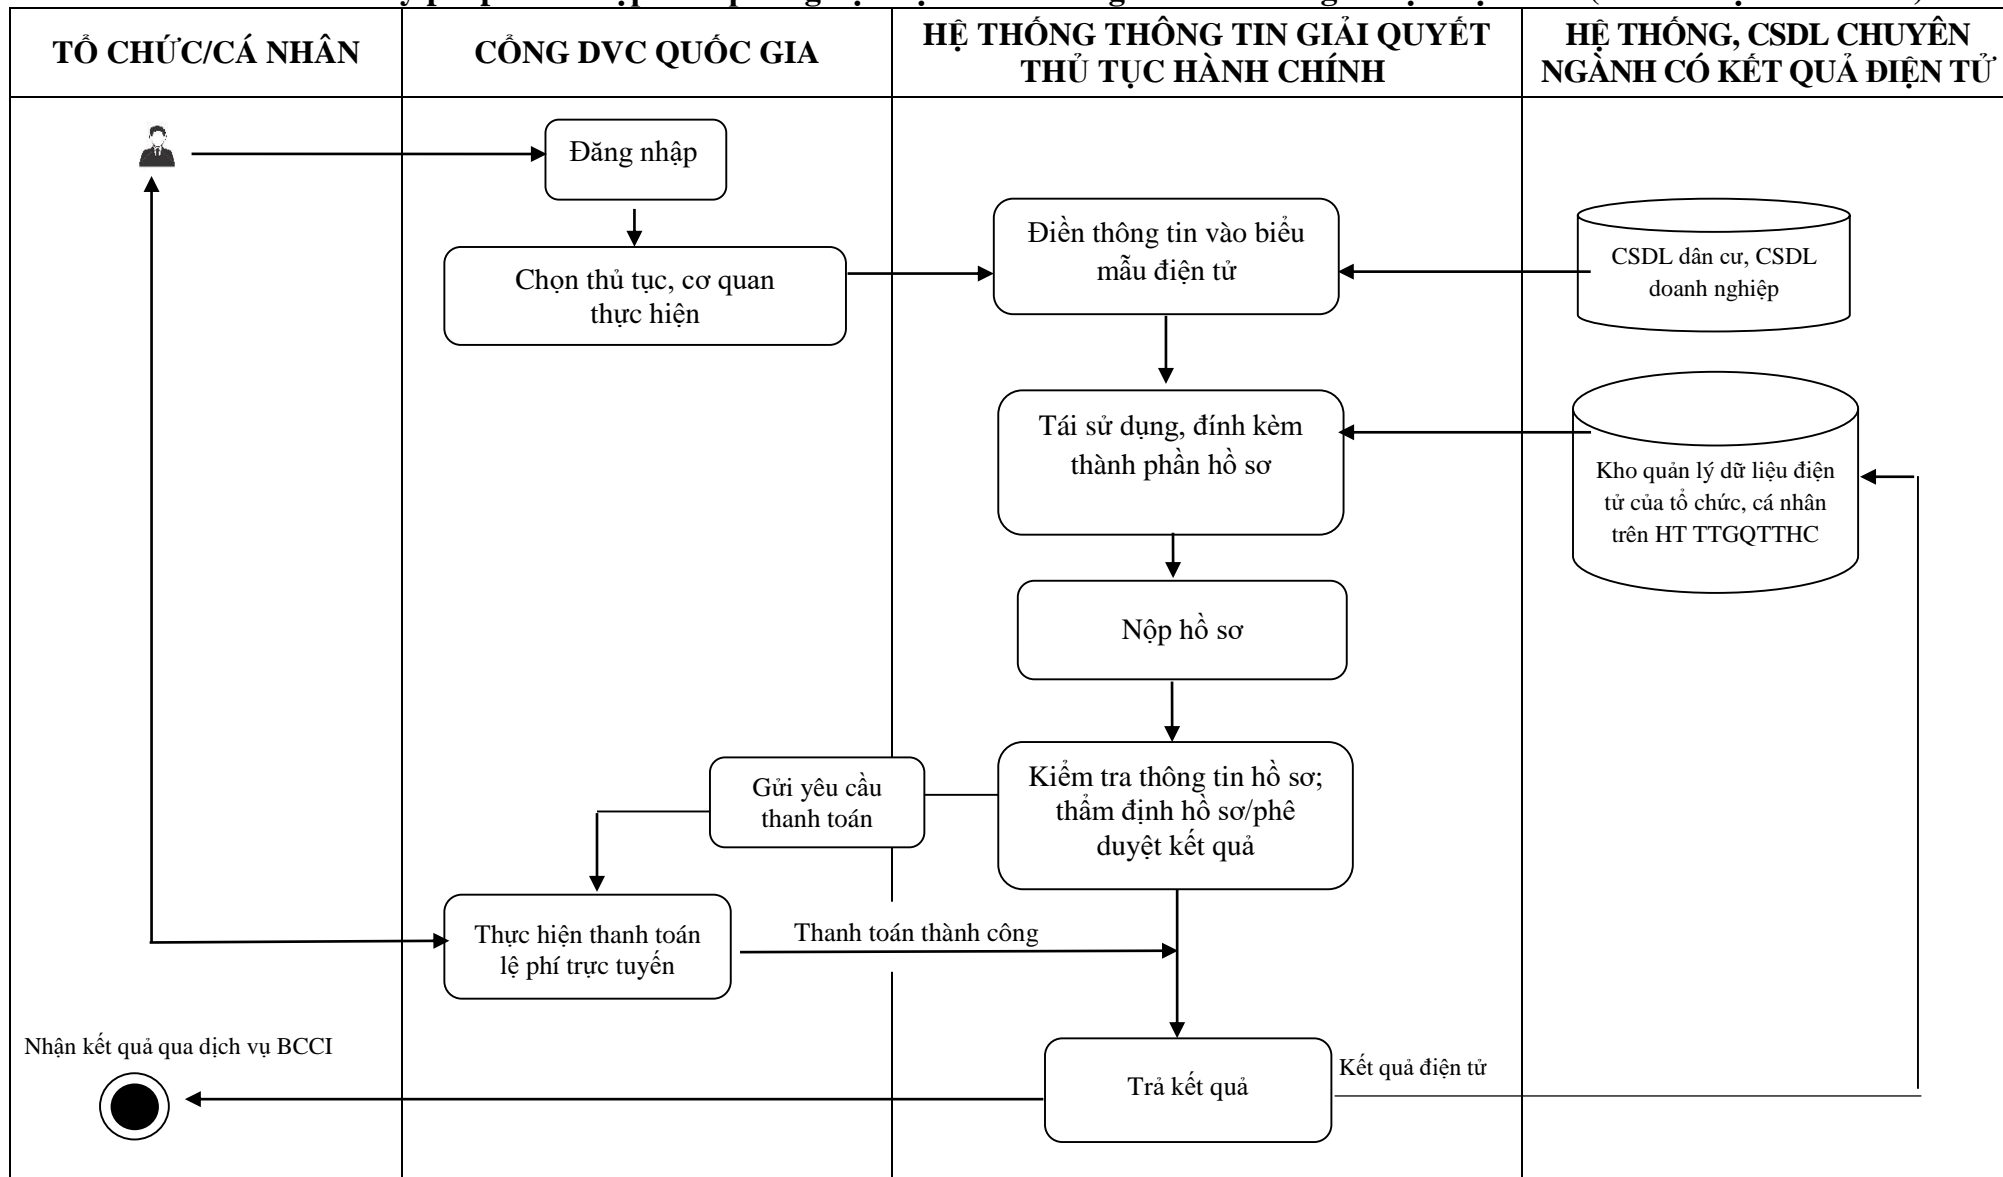 TỔ CHỨC/CÁ NHÂN
CỔNG DVC QUỐC GIA
HỆ THỐNG THÔNG TIN GIẢI QUYẾT
THỦ TỤC HÀNH CHÍNH
HỆ THỐNG, CSDL CHUYÊN
NGÀNH CÓ KẾT QUẢ ĐIỆN TỬ
Đăng nhập
Chọn thủ tục, cơ quan
thực hiện
Điền thông tin vào biểu
mẫu điện tử
CSDL dân cư, CSDL
doanh nghiệp
Tái sử dụng, đính kèm
thành phần hồ sơ
Kho quản lý dữ liệu điện
tử của tổ chức, cá nhân
trên HT TTGQTTHC
Nộp hồ sơ
Kiểm tra thông tin hồ sơ;
thẩm định hồ sơ/phê
duyệt kết quả
Gửi yêu cầu
thanh toán
Thực hiện thanh toán
lệ phí trực tuyến
Thanh toán thành công
Nhận kết quả qua dịch vụ BCCI
Trả kết quả
Kết quả điện tử